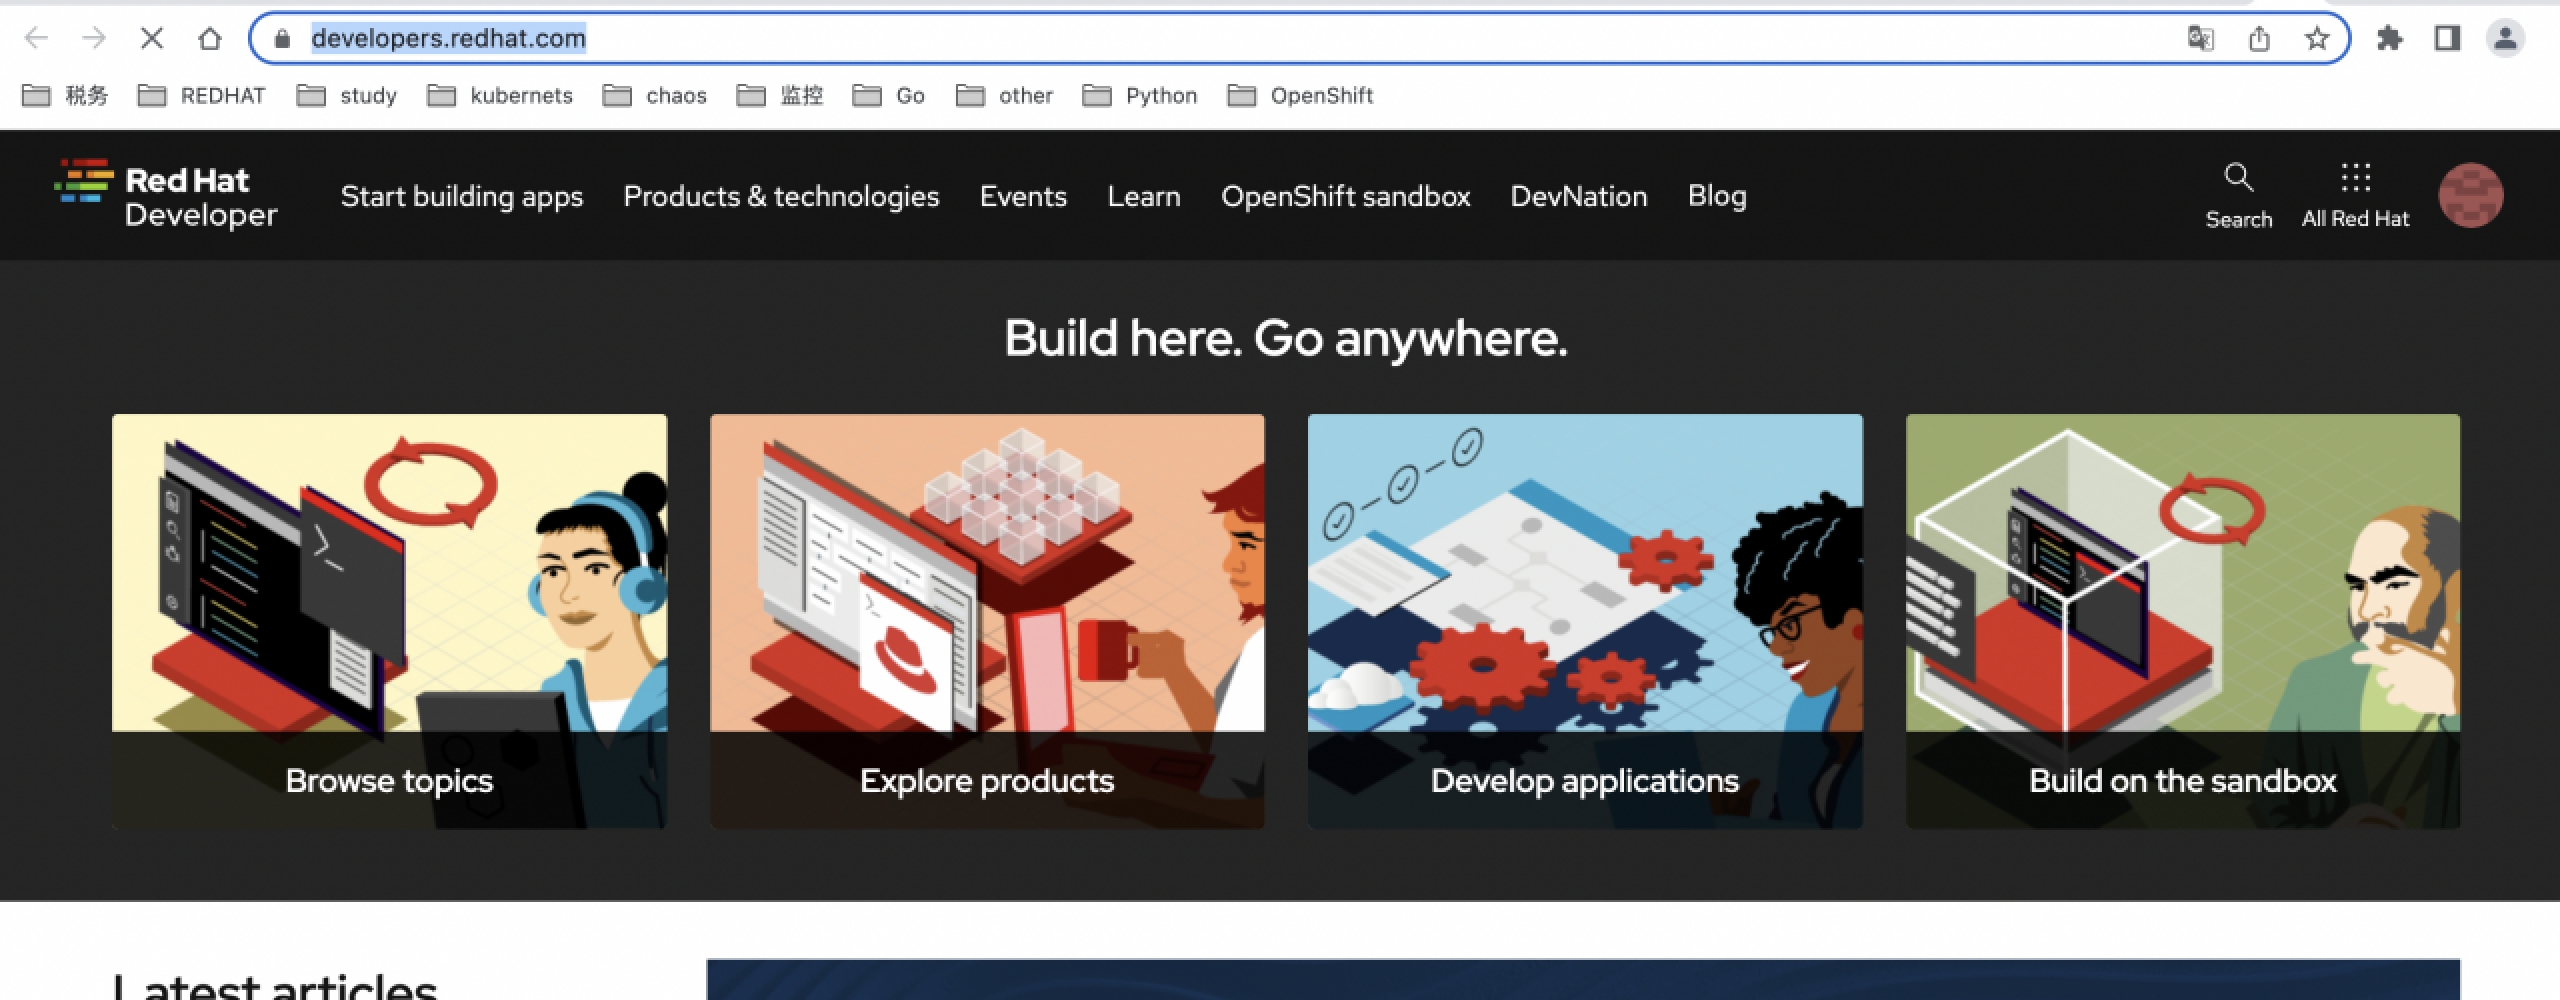 developers.redhat.com
税务 REDHAT study kubernets chaos 监控 Go other Python OpenShift
Red Hat
Developer
Start building apps Products & technologies Events Learn OpenShift sandbox DevNation Blog
Search All Red Hat
Build here. Go anywhere.
Browse topics Explore products Develop applications Build on the sandbox
Latest articles